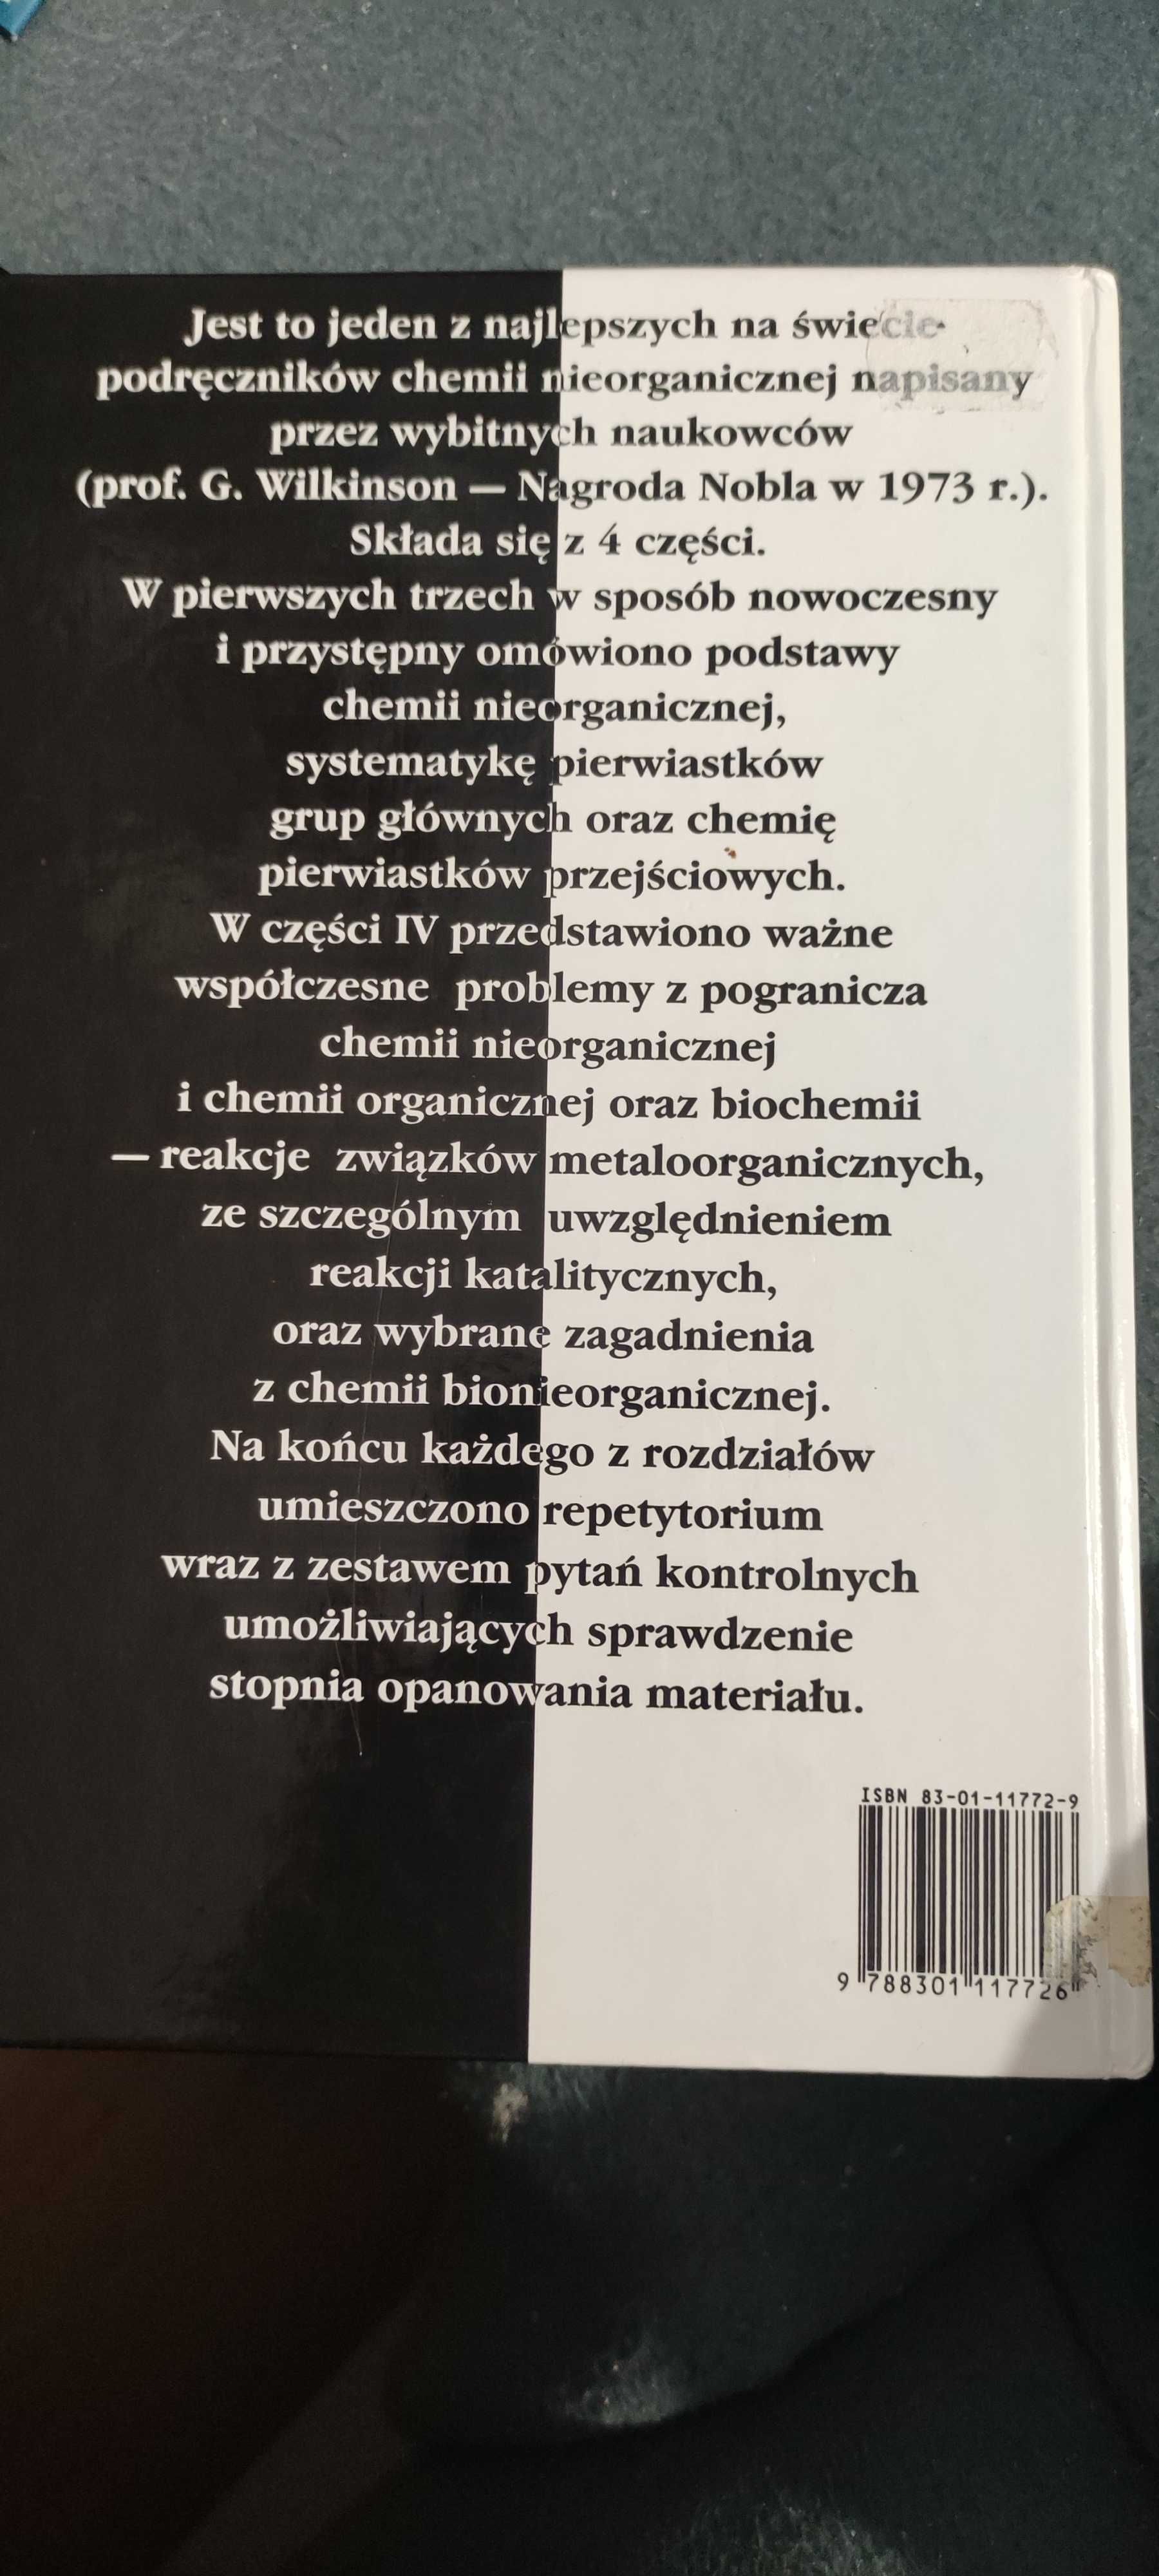 Jest to jeden z najlepszych na świecie
podręczników chemii nieorganicznej napisany
przez wybitnych naukowców
(prof. G. Wilkinson — Nagroda Nobla w 1973 r.).
Składa się z 4 części.
W pierwszych trzech w sposób nowoczesny
i przystępny omówiono podstawy
chemii nieorganicznej,
systematykę pierwiastków
grup głównych oraz chemię
pierwiastków przejściowych.
W części IV przedstawiono ważne
współczesne problemy z pogranicza
chemii nieorganicznej
i chemii organicznej oraz biochemii
— reakcje związków metaloorganicznych,
ze szczególnym uwzględnieniem
reakcji katalitycznych,
oraz wybrane zagadnienia
z chemii bionieorganicznej.
Na końcu każdego z rozdziałów
umieszczono repetytorium
wraz z zestawem pytań kontrolnych
umożliwiających sprawdzenie
stopnia opanowania materiału.
ISBN 83-01-11772-9
9 788301 117726